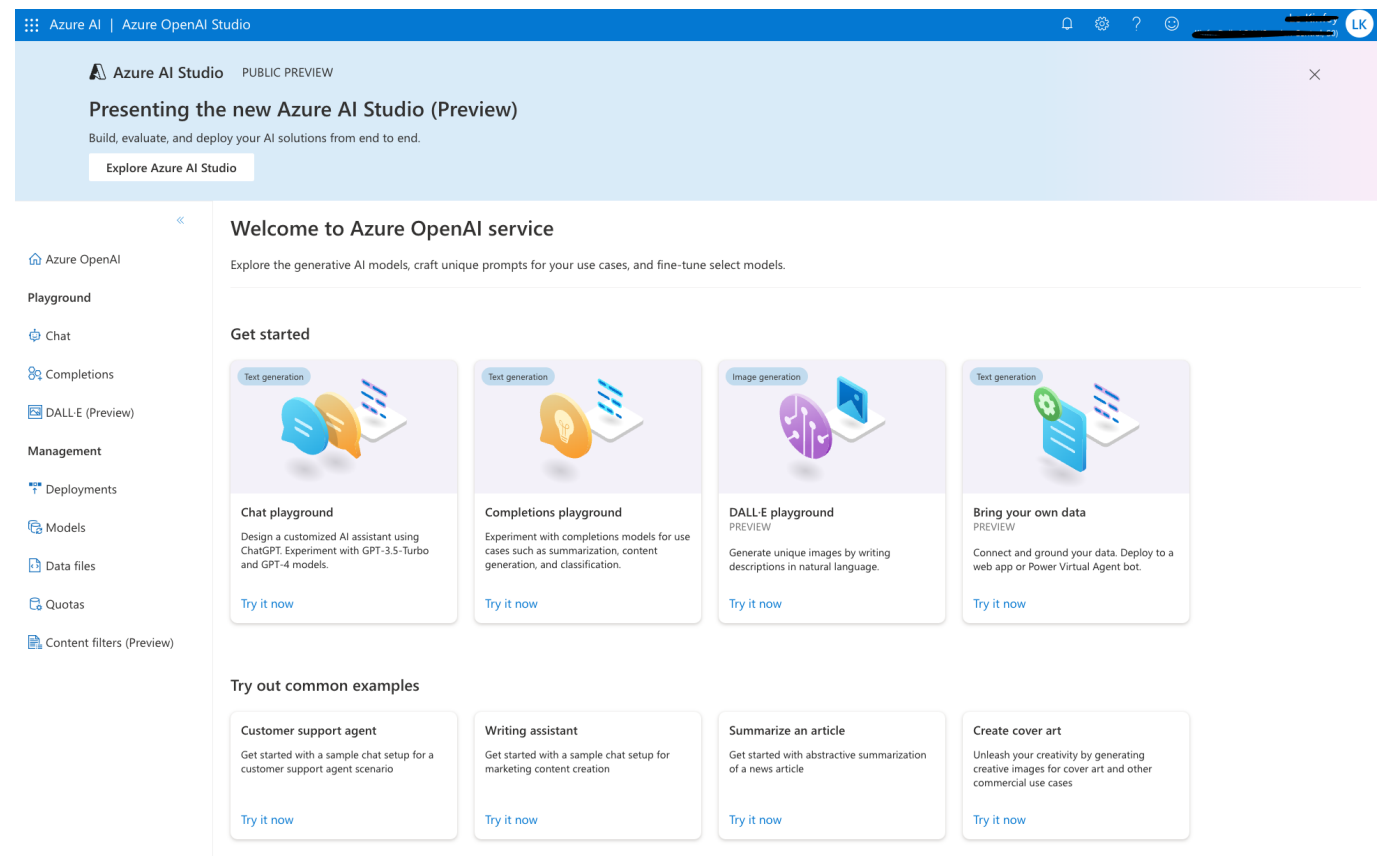 Azure AI | Azure OpenAI Studio
LK
Azure AI Studio PUBLIC PREVIEW
Presenting the new Azure AI Studio (Preview)
Build, evaluate, and deploy your AI solutions from end to end.
Explore Azure AI Studio
Azure OpenAI
Playground
Chat
Completions
DALL·E (Preview)
Management
Deployments
Models
Data files
Quotas
Content filters (Preview)
Welcome to Azure OpenAI service
Explore the generative AI models, craft unique prompts for your use cases, and fine-tune select models.
Get started
Text generation
Chat playground
Design a customized AI assistant using
ChatGPT. Experiment with GPT-3.5-Turbo
and GPT-4 models.
Try it now
Text generation
Completions playground
Experiment with completions models for use
cases such as summarization, content
generation, and classification.
Try it now
Image generation
DALL·E playground
PREVIEW
Generate unique images by writing
descriptions in natural language.
Try it now
Text generation
Bring your own data
PREVIEW
Connect and ground your data. Deploy to a
web app or Power Virtual Agent bot.
Try it now
Try out common examples
Customer support agent
Get started with a sample chat setup for a
customer support agent scenario
Try it now
Writing assistant
Get started with a sample chat setup for
marketing content creation
Try it now
Summarize an article
Get started with abstractive summarization
of a news article
Try it now
Create cover art
Unleash your creativity by generating
creative images for cover art and other
commercial use cases
Try it now